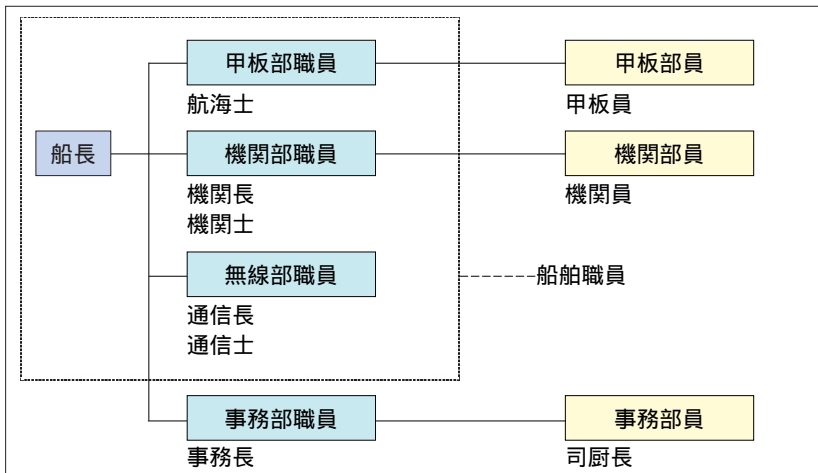 甲板部職員
甲板部員
航海士
甲板員
船長
機関部職員
機関部員
機関長
機関員
機関士
無線部職員
船舶職員
通信長
通信士
事務部職員
事務部員
事務長
司厨長